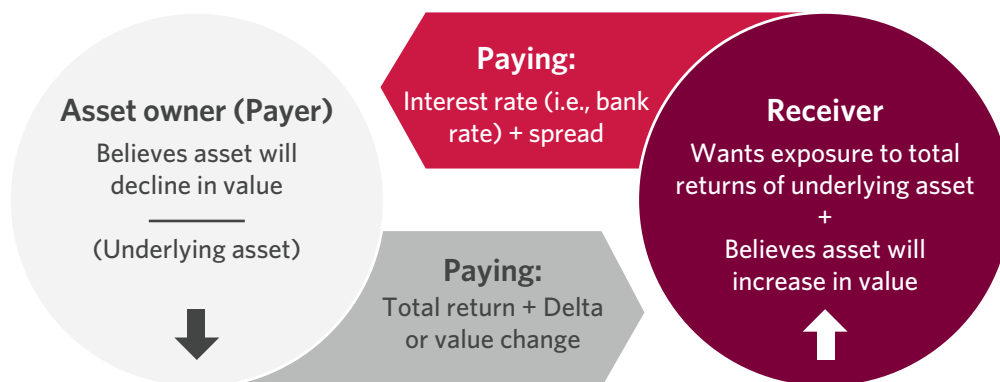 Asset owner (Payer)
Believes asset will
decline in value
(Underlying asset)
Paying:
Interest rate (i.e., bank
rate) + spread
Paying:
Total return + Delta
or value change
Receiver
Wants exposure to total
returns of underlying asset
+
Believes asset will
increase in value